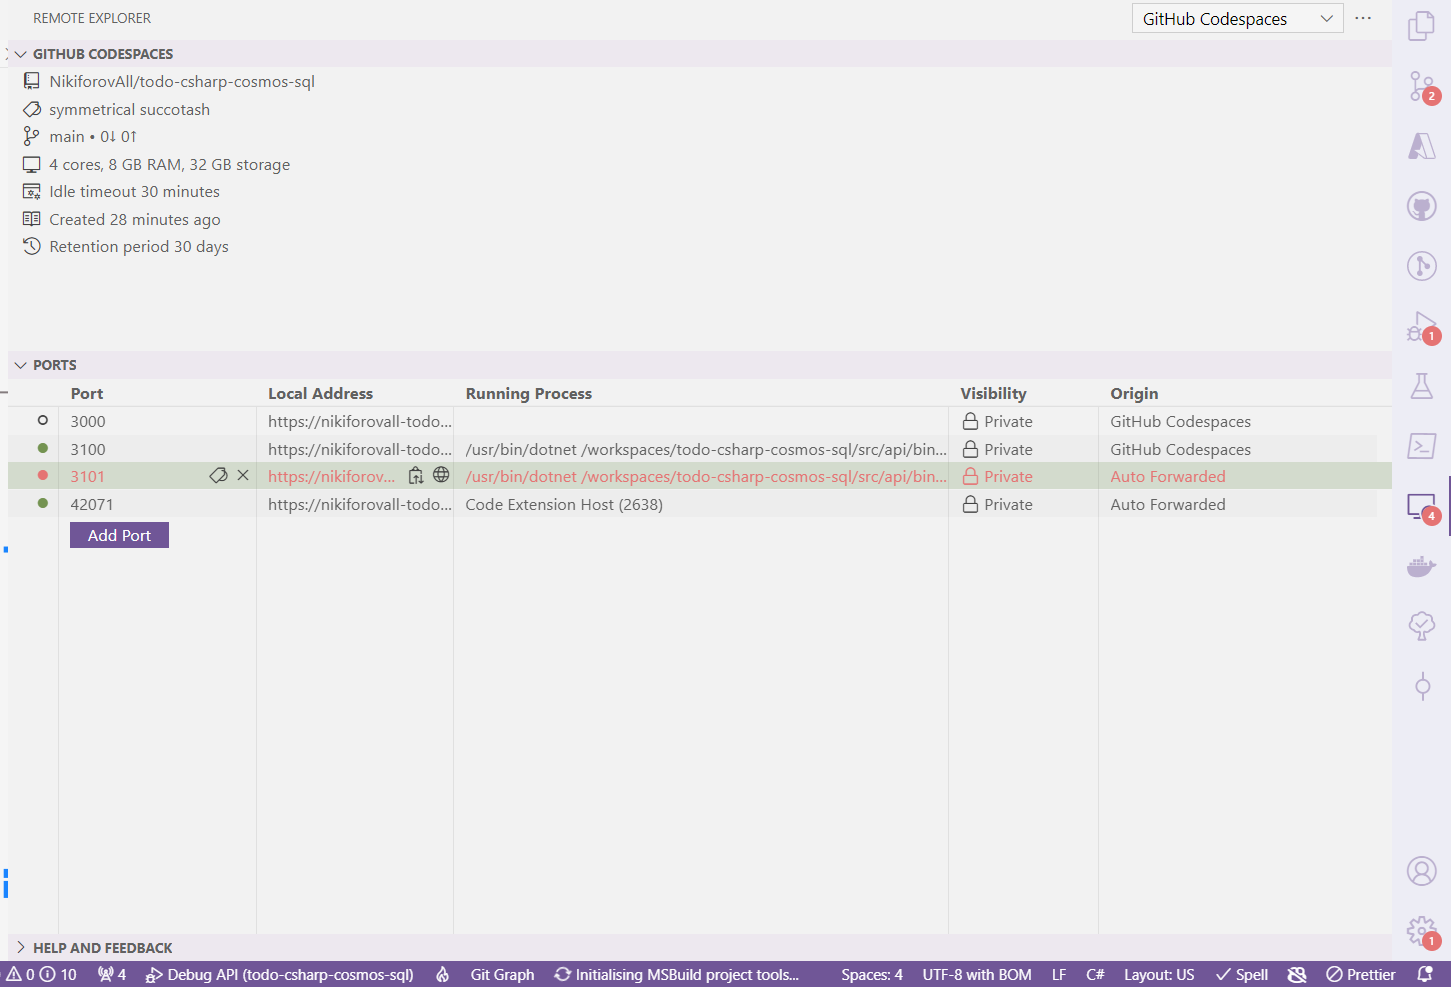 REMOTE EXPLORER
GitHub Codespaces
GITHUB CODESPACES
NikiforovAll/todo-csharp-cosmos-sql
symmetrical succotash
main • 0↓ 0↑
4 cores, 8 GB RAM, 32 GB storage
Idle timeout 30 minutes
Created 28 minutes ago
Retention period 30 days
PORTS
Port Local Address Running Process Visibility Origin
3000 https://nikiforovall-todo... Private GitHub Codespaces
3100 https://nikiforovall-todo... /usr/bin/dotnet /workspaces/todo-csharp-cosmos-sql/src/api/bin... Private GitHub Codespaces
3101 https://nikiforov... /usr/bin/dotnet /workspaces/todo-csharp-cosmos-sql/src/api/bin... Private Auto Forwarded
42071 https://nikiforovall-todo... Code Extension Host (2638) Private Auto Forwarded
Add Port
HELP AND FEEDBACK
0 10 4 Debug API (todo-csharp-cosmos-sql) Git Graph Initialising MSBuild project tools... Spaces: 4 UTF-8 with BOM LF C# Layout: US Spell Prettier
2
1
4
1